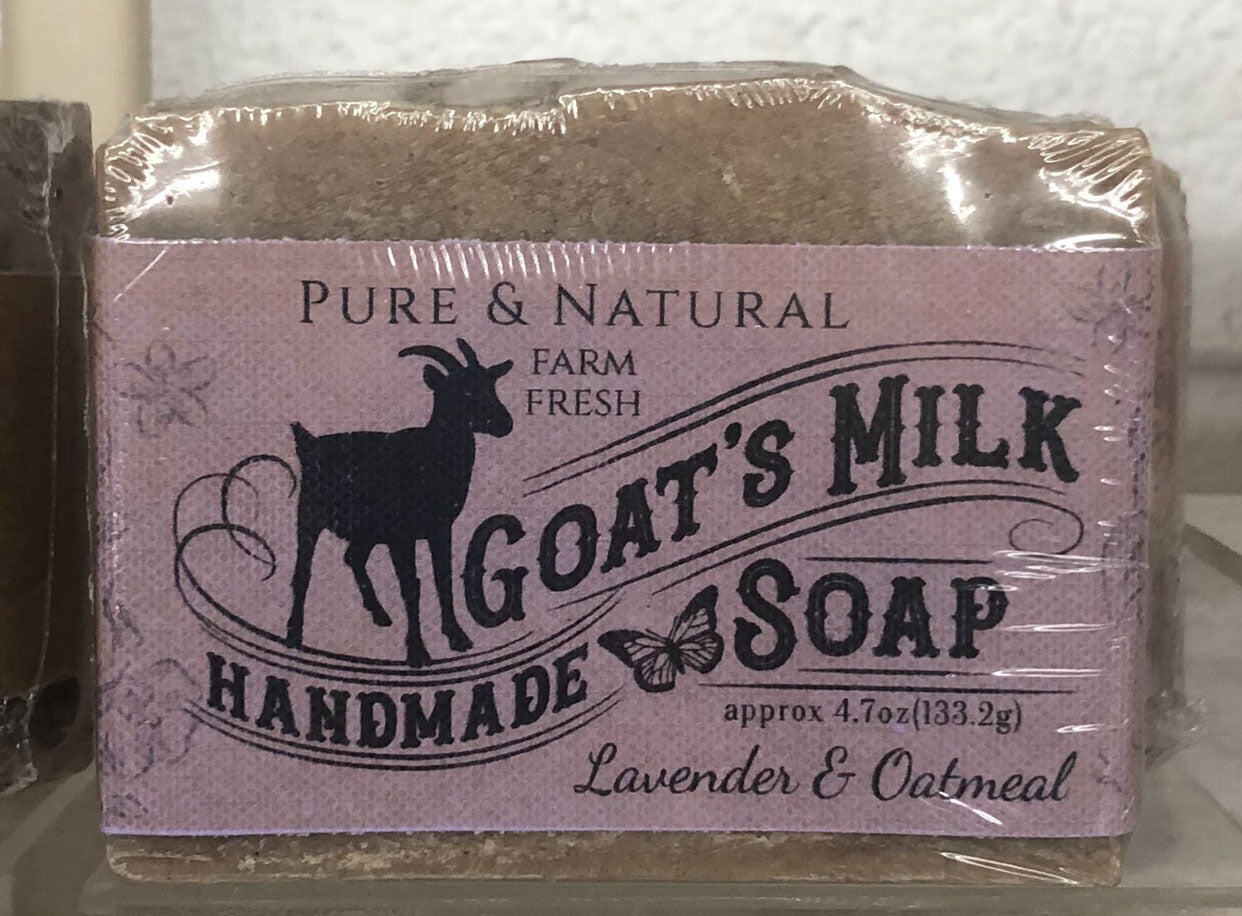 PURE & NATURAL
FARM
FRESH
GOAT'S MILK
SOAP
HANDMADE
approx 4.7oz(133.2g)
Lavender & Oatmeal